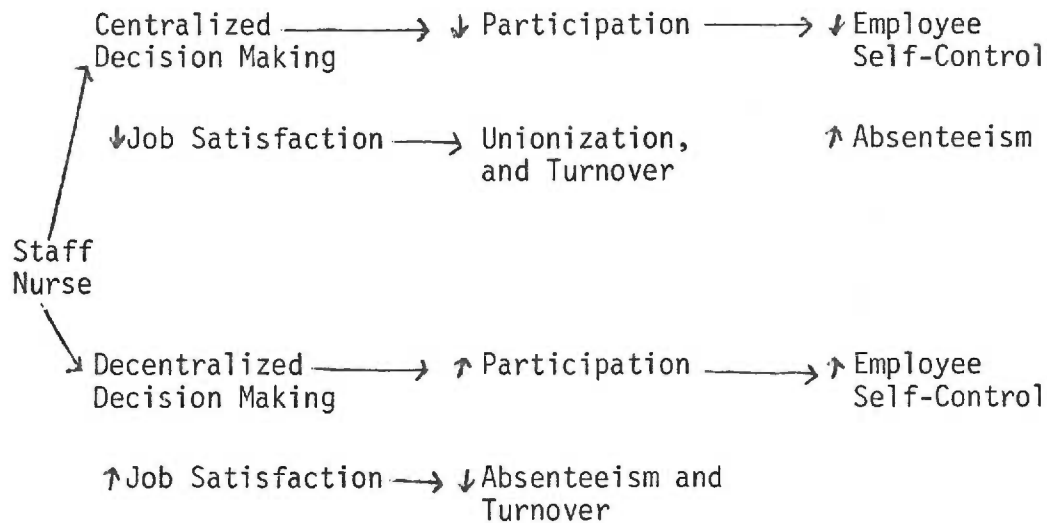 Centralized ⟶ ↓ Participation ⟶ ↓ Employee
Decision Making Self-Control
↓Job Satisfaction ⟶ Unionization, ↑ Absenteeism
and Turnover
Staff
Nurse
Decentralized ⟶ ↑ Participation ⟶ ↑ Employee
Decision Making Self-Control
↑Job Satisfaction ⟶ ↓Absenteeism and
Turnover